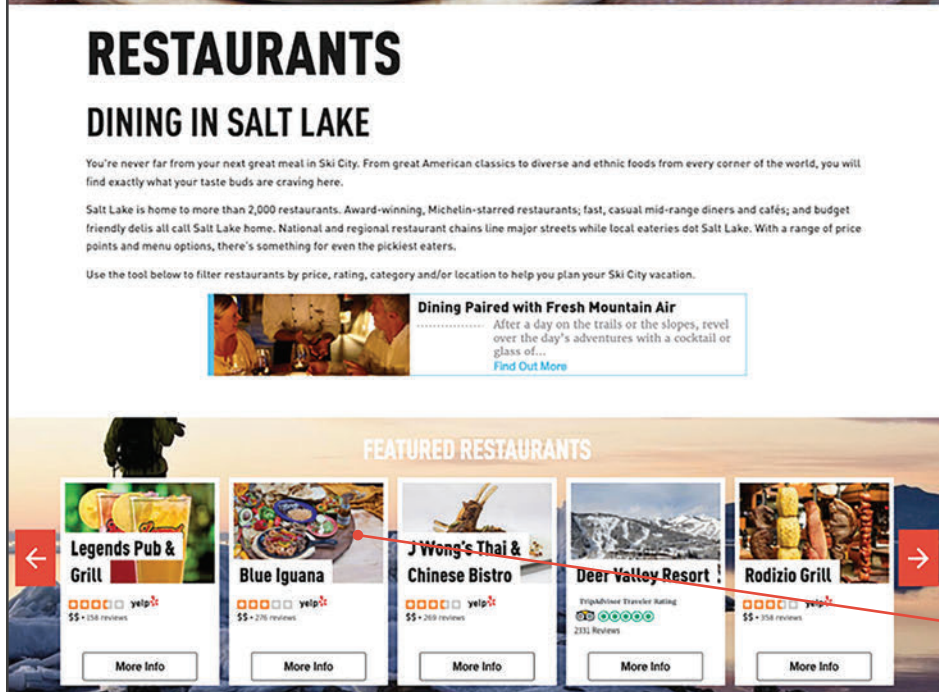 RESTAURANTS
DINING IN SALT LAKE
You're never far from your next great meal in Ski City. From great American classics to diverse and ethnic foods from every corner of the world, you will
find exactly what your taste buds are craving here.
Salt Lake is home to more than 2,000 restaurants. Award-winning, Michelin-starred restaurants; fast, casual mid-range diners and cafés; and budget
friendly delis all call Salt Lake home. National and regional restaurant chains line major streets while local eateries dot Salt Lake. With a range of price
points and menu options, there's something for even the pickiest eaters.
Use the tool below to filter restaurants by price, rating, category and/or location to help you plan your Ski City vacation.
Dining Paired with Fresh Mountain Air
After a day on the trails or the slopes, revel
over the day's adventures with a cocktail or
glass of...
Find Out More
FEATURED RESTAURANTS
Legends Pub &
Grill
yelp
$$ • 158 reviews
More Info
Blue Iguana
yelp
$$ • 276 reviews
More Info
J Wong's Thai &
Chinese Bistro
yelp
$$ • 269 reviews
More Info
Deer Valley Resort
TripAdvisor Traveler Rating
2331 Reviews
More Info
Rodizio Grill
yelp
$$ • 358 reviews
More Info